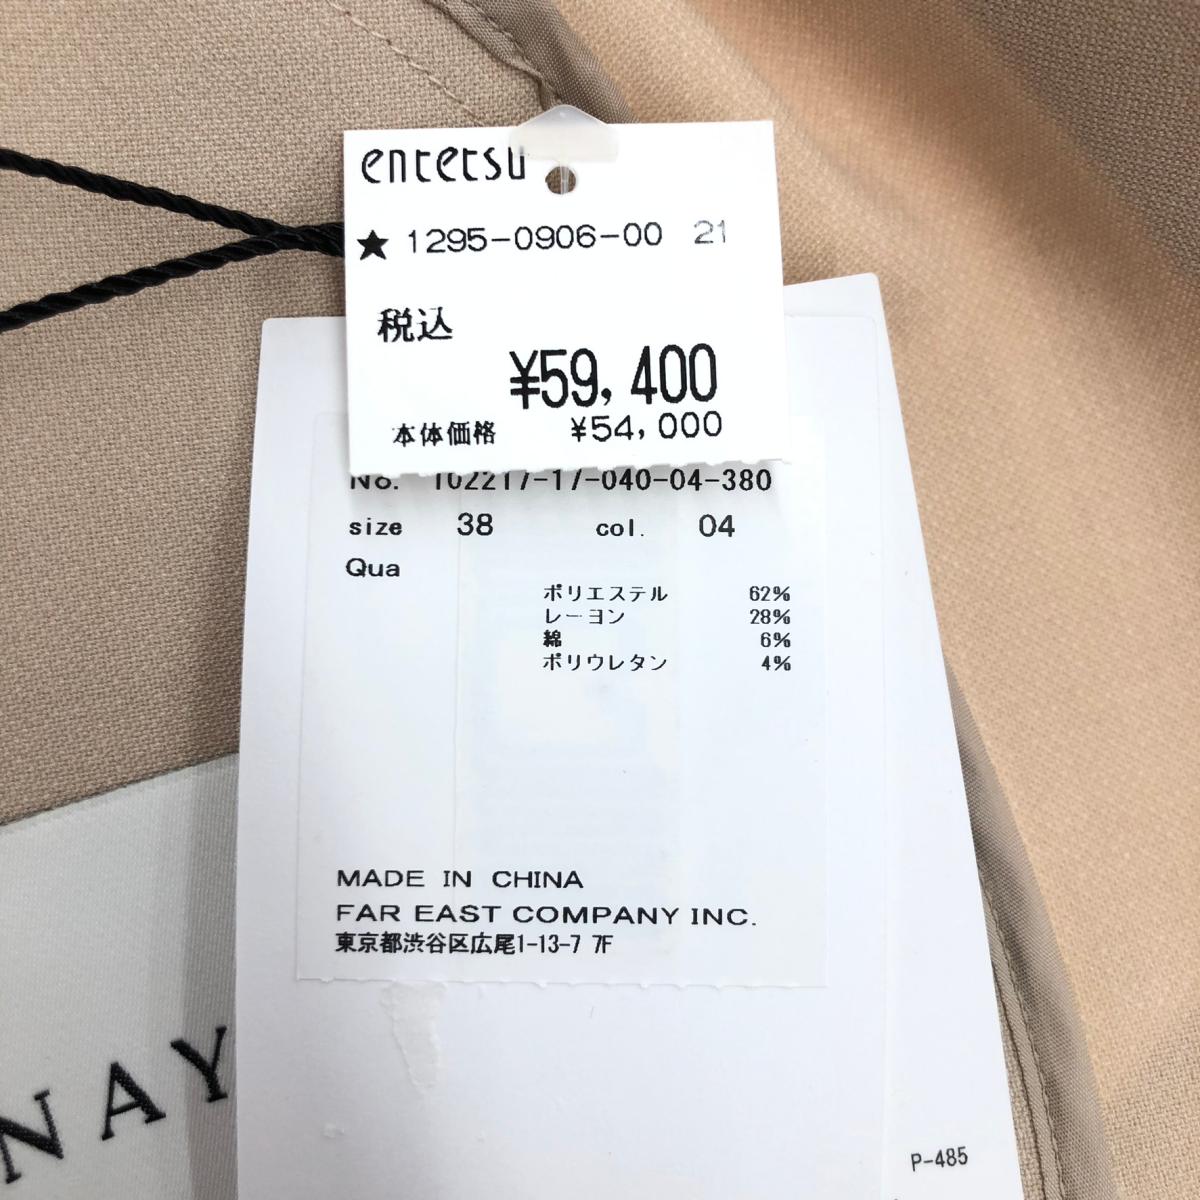 entetsu
★ 1295-0906-00 21
税込
¥59,400
本体価格 ¥54,000
No. 102217-17-040-04-380
size 38 col. 04
Qua
ポリエステル 62%
レーヨン 28%
綿 6%
ポリウレタン 4%
MADE IN CHINA
FAR EAST COMPANY INC.
東京都渋谷区広尾1-13-7 7F
NAY
P-485